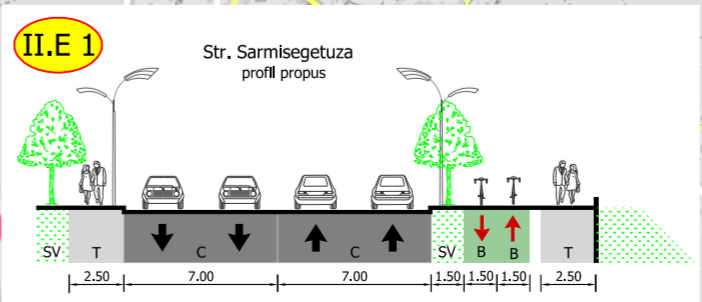 II.E 1
Str. Sarmisegetuza
profil propus
SV T C C SV B B T
2.50 7.00 7.00 1.50 1.50 1.50 2.50